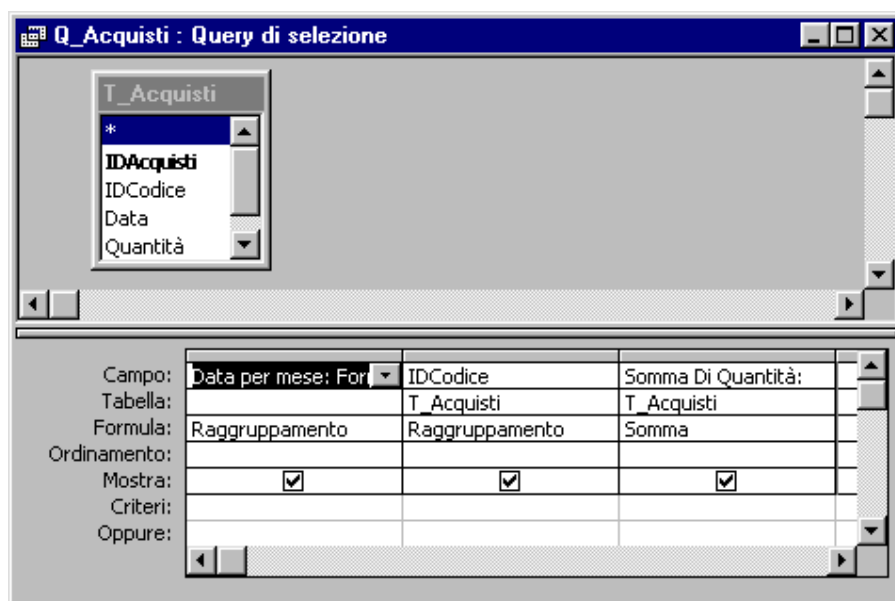 Q_Acquisti : Query di selezione
T_Acquisti
*
IDAcquisti
IDCodice
Data
Quantità
Campo: Data per mese: For IDCodice Somma Di Quantità:
Tabella: T_Acquisti T_Acquisti
Formula: Raggruppamento Raggruppamento Somma
Ordinamento:
Mostra:
Criteri:
Oppure: